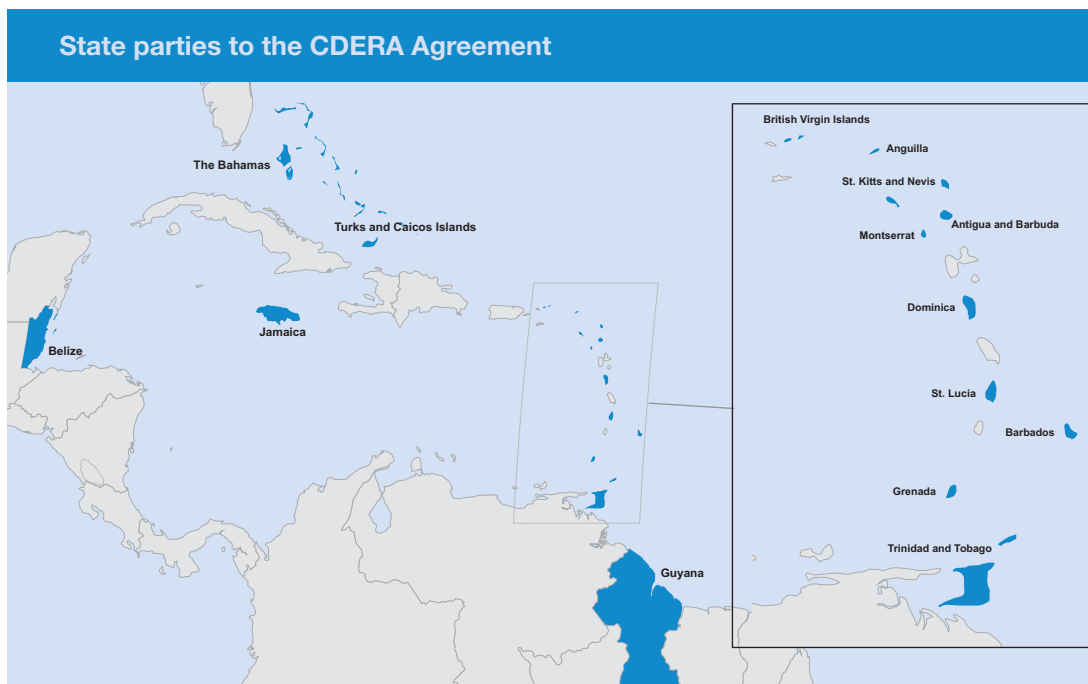 State parties to the CDERA Agreement
The Bahamas
Turks and Caicos Islands
Jamaica
Belize
Guyana
British Virgin Islands
Anguilla
St. Kitts and Nevis
Antigua and Barbuda
Montserrat
Dominica
St. Lucia
Barbados
Grenada
Trinidad and Tobago